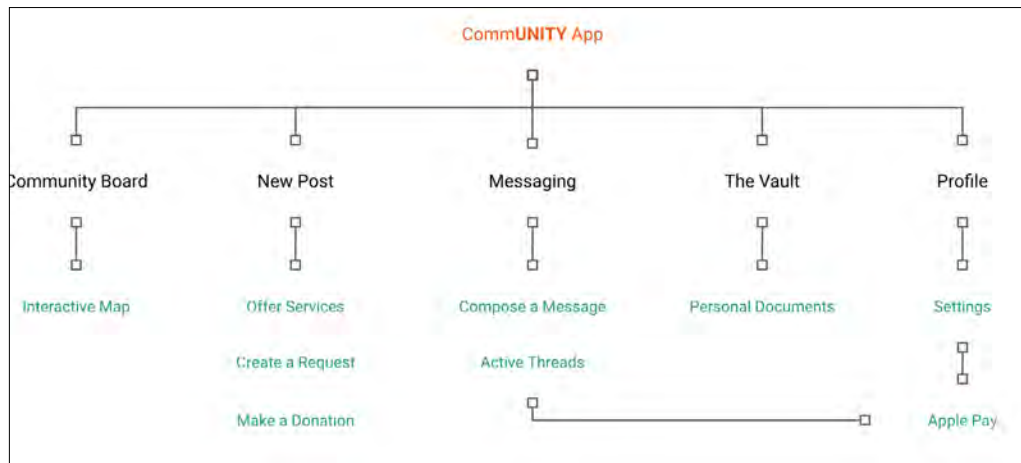 CommUNITY App
Community Board
New Post
Messaging
The Vault
Profile
Interactive Map
Offer Services
Compose a Message
Personal Documents
Settings
Create a Request
Active Threads
Make a Donation
Apple Pay